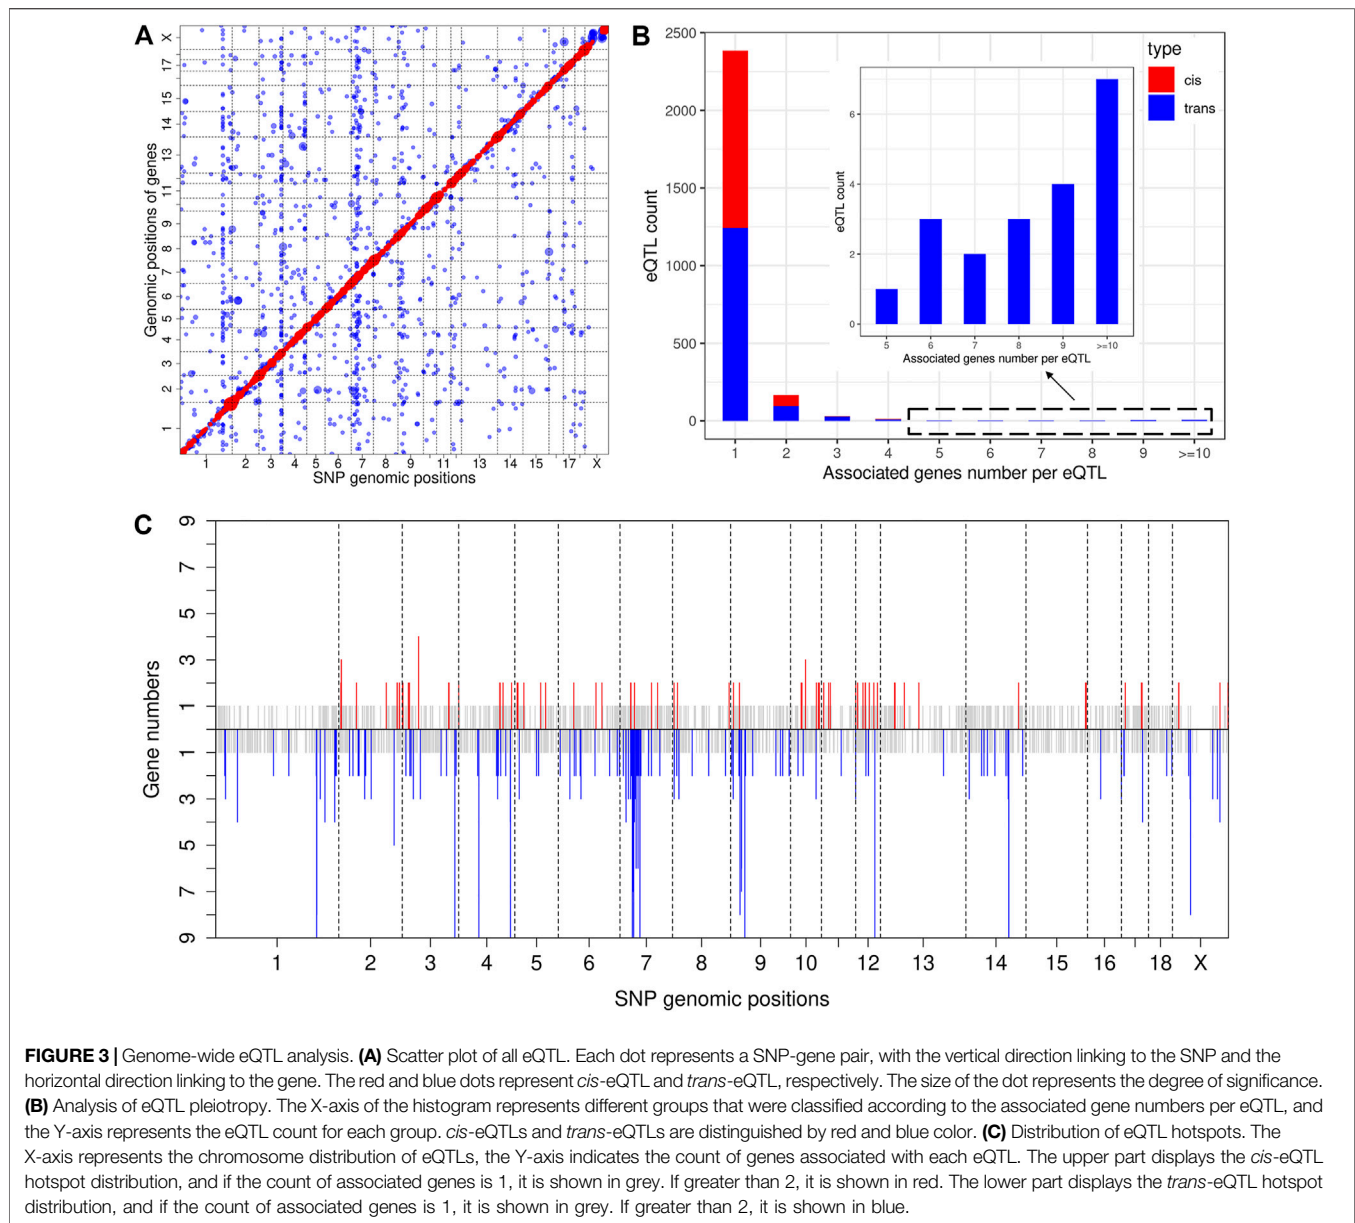 A
Genomic positions of genes
X
17
15
14
13
11
9
8
7
6
5
4
3
2
1
1 2 3 4 5 6 7 8 9 11 13 14 15 17 X
SNP genomic positions
B
eQTL count
2500
2000
1500
1000
500
0
1 2 3 4 5 6 7 8 9 >=10
Associated genes number per eQTL
type
cis
trans
eQTL count
6
4
2
0
5 6 7 8 9 >=10
Associated genes number per eQTL
C
Gene numbers
9
7
5
3
1
1
3
5
7
9
1 2 3 4 5 6 7 8 9 10 12 13 14 15 16 18 X
SNP genomic positions
FIGURE 3 | Genome-wide eQTL analysis. (A) Scatter plot of all eQTL. Each dot represents a SNP-gene pair, with the vertical direction linking to the SNP and the
horizontal direction linking to the gene. The red and blue dots represent cis-eQTL and trans-eQTL, respectively. The size of the dot represents the degree of significance.
(B) Analysis of eQTL pleiotropy. The X-axis of the histogram represents different groups that were classified according to the associated gene numbers per eQTL, and
the Y-axis represents the eQTL count for each group. cis-eQTLs and trans-eQTLs are distinguished by red and blue color. (C) Distribution of eQTL hotspots. The
X-axis represents the chromosome distribution of eQTLs, the Y-axis indicates the count of genes associated with each eQTL. The upper part displays the cis-eQTL
hotspot distribution, and if the count of associated genes is 1, it is shown in grey. If greater than 2, it is shown in red. The lower part displays the trans-eQTL hotspot
distribution, and if the count of associated genes is 1, it is shown in grey. If greater than 2, it is shown in blue.